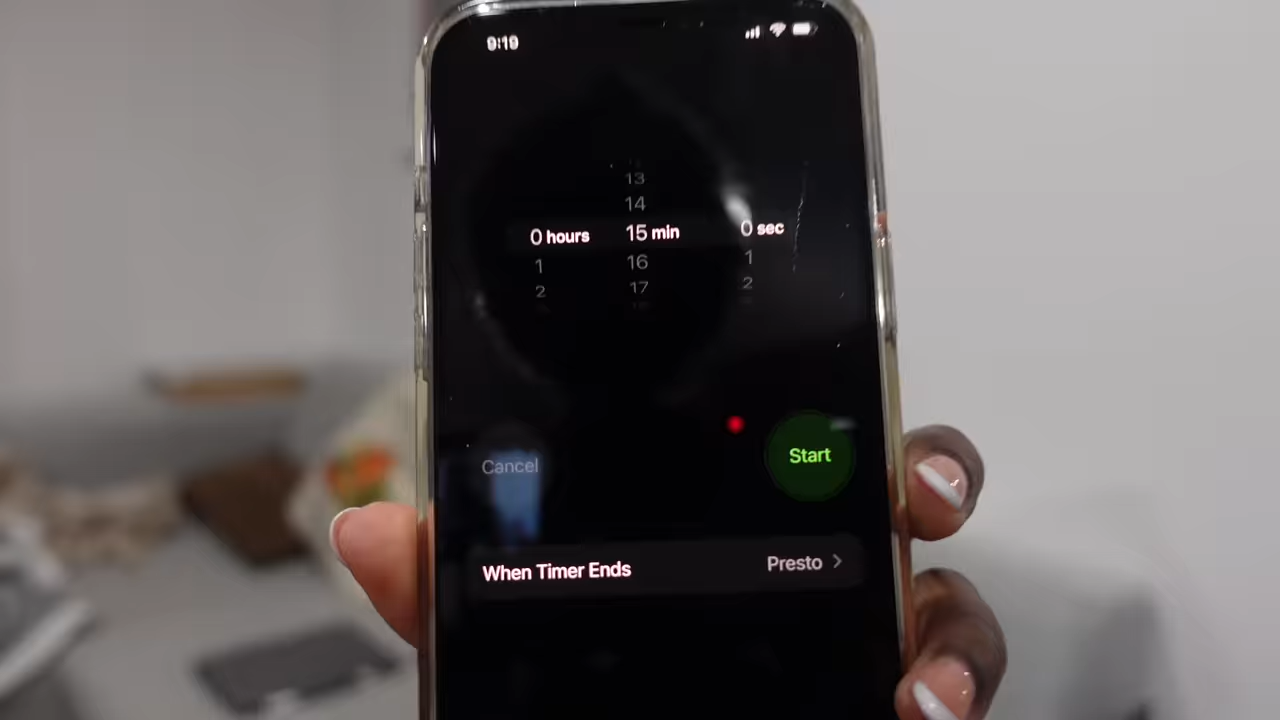 9:19
13
14
0 hours 15 min 0 sec
1 16 1
2 17 2
Cancel Start
When Timer Ends Presto